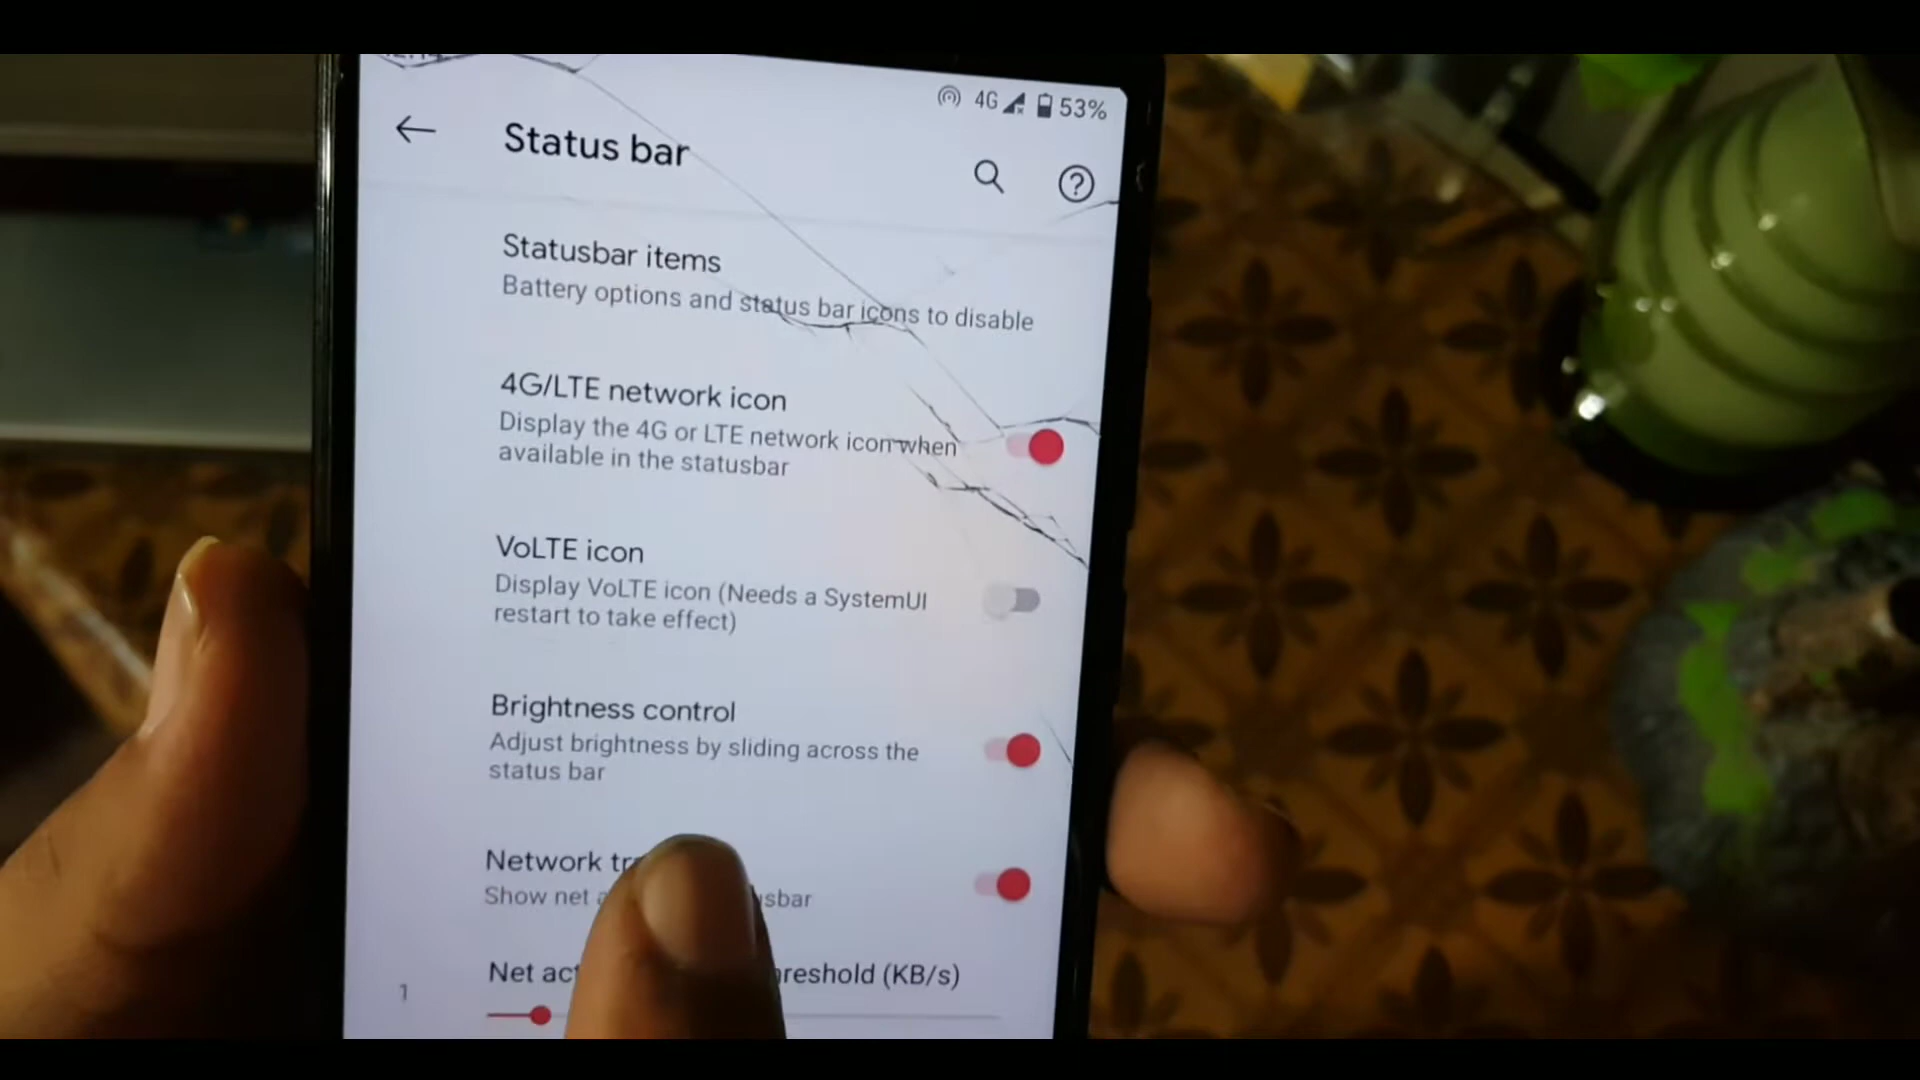 4G 53%
Status bar
Statusbar items
Battery options and status bar icons to disable
4G/LTE network icon
Display the 4G or LTE network icon when
available in the statusbar
VoLTE icon
Display VoLTE icon (Needs a SystemUI
restart to take effect)
Brightness control
Adjust brightness by sliding across the
status bar
Network
Show net
Net (KB/s)
1